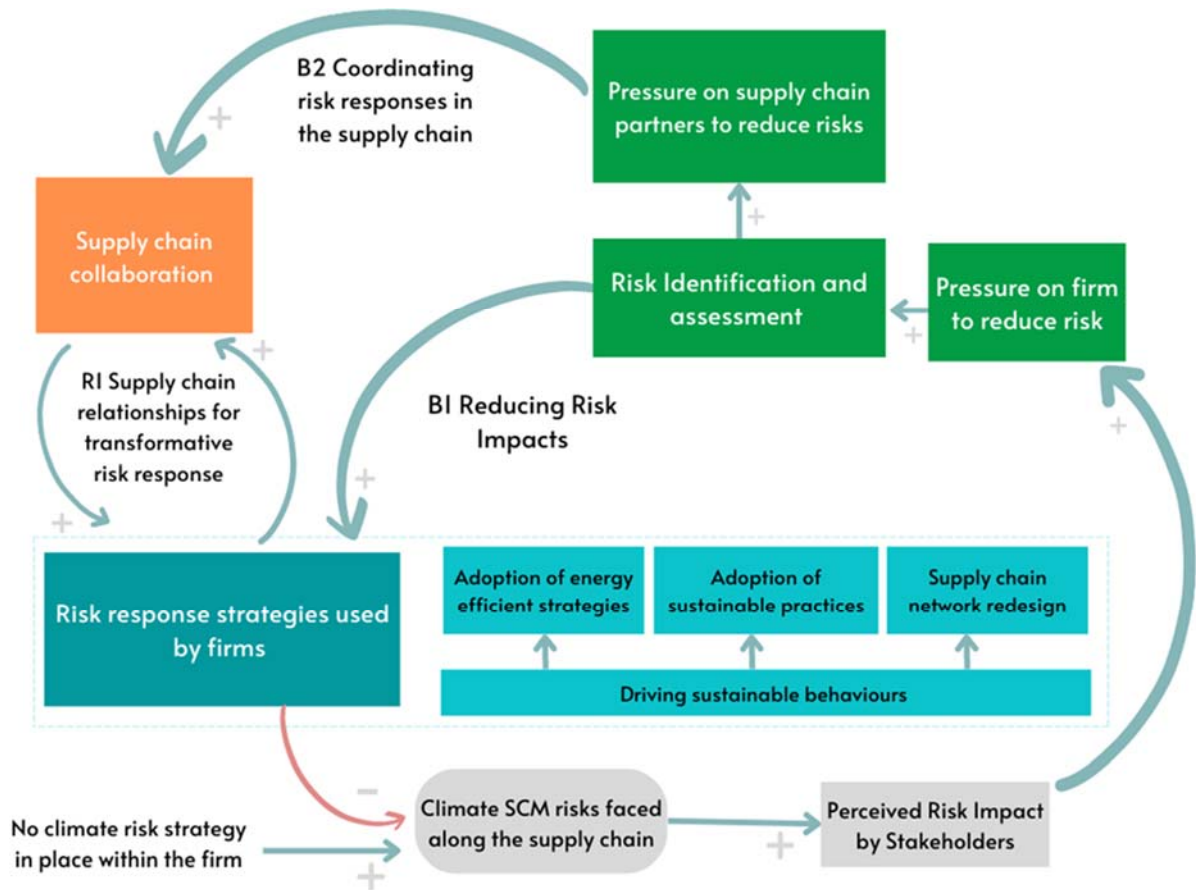 B2 Coordinating
risk responses in
the supply chain
+
Pressure on supply chain
partners to reduce risks
+
Supply chain
collaboration
Risk Identification and
assessment
+
Pressure on firm
to reduce risk
+
+
R1 Supply chain
relationships for
transformative
risk response
+
B1 Reducing Risk
Impacts
+
Risk response strategies used
by firms
Adoption of energy
efficient strategies
Adoption of
sustainable practices
Supply chain
network redesign
Driving sustainable behaviours
−
No climate risk strategy
in place within the firm
+
Climate SCM risks faced
along the supply chain
+
Perceived Risk Impact
by Stakeholders